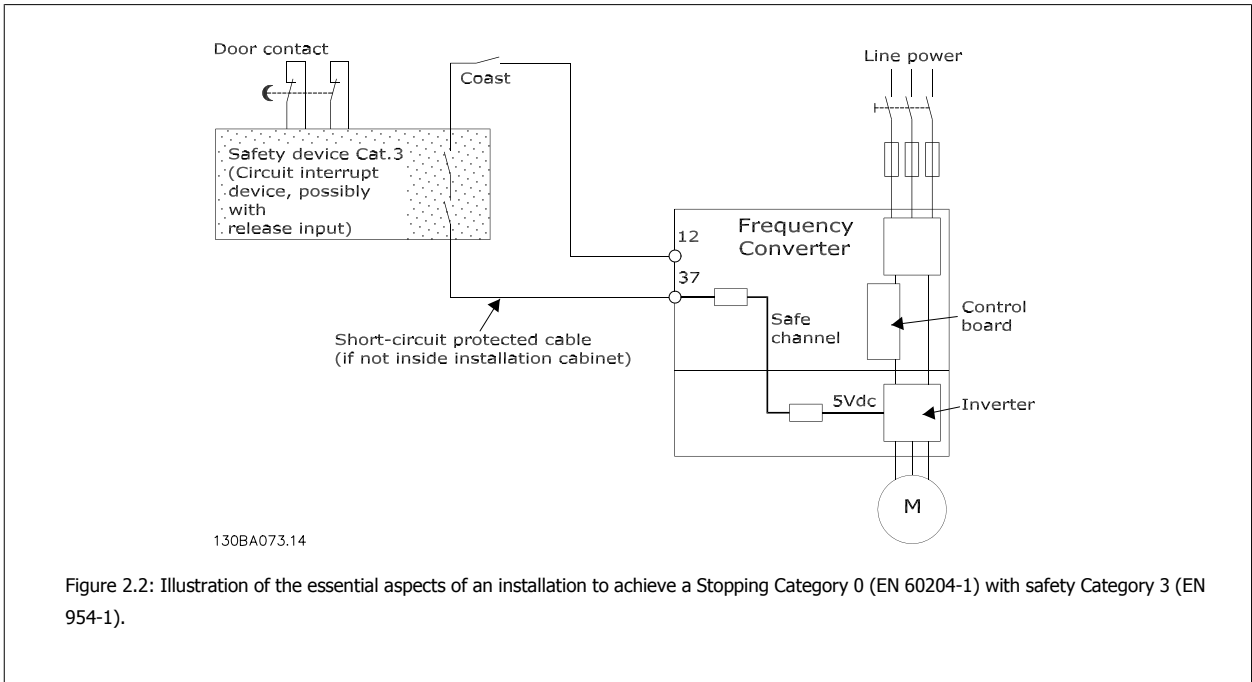 Door contact
Line power
Coast
Safety device Cat.3
(Circuit interrupt
device, possibly
with
release input)
Frequency
Converter
12
37
Safe
channel
Control
board
Short-circuit protected cable
(if not inside installation cabinet)
5Vdc
Inverter
M
130BA073.14
Figure 2.2: Illustration of the essential aspects of an installation to achieve a Stopping Category 0 (EN 60204-1) with safety Category 3 (EN
954-1).